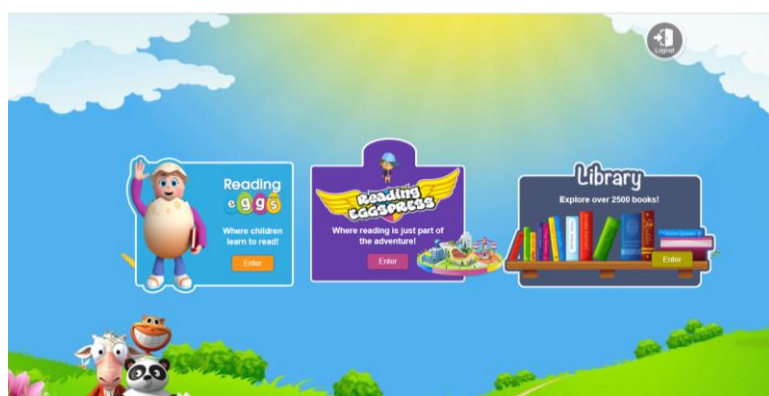 Logout
Reading
eggs
Where children
learn to read!
Enter
Reading
EGGSPRESS
Where reading is just part of
the adventure!
Enter
Library
Explore over 2500 books!
Enter